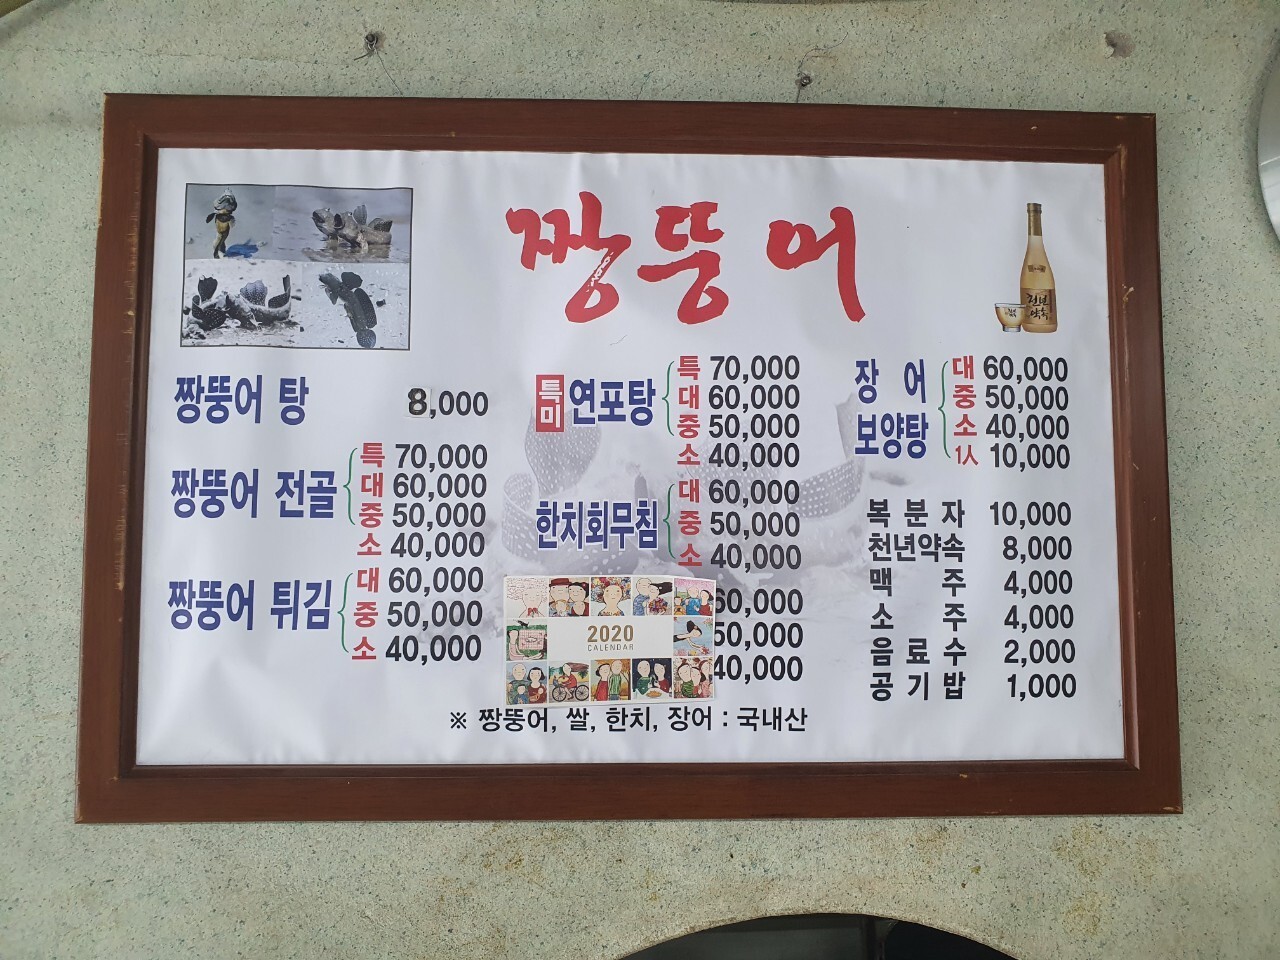 짱뚱어
천년약속
짱뚱어 탕 8,000
짱뚱어 전골
특 70,000
대 60,000
중 50,000
소 40,000
짱뚱어 튀김
대 60,000
중 50,000
소 40,000
특미 연포탕
특 70,000
대 60,000
중 50,000
소 40,000
한치회무침
대 60,000
중 50,000
소 40,000
2020
CALENDAR
60,000
50,000
40,000
장어
보양탕
대 60,000
중 50,000
소 40,000
1人 10,000
복분자 10,000
천년약속 8,000
맥주 4,000
소주 4,000
음료수 2,000
공기밥 1,000
※ 짱뚱어, 쌀, 한치, 장어 : 국내산